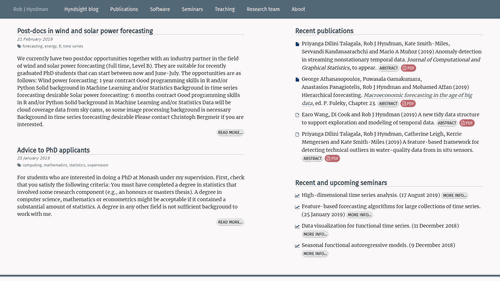 Rob J Hyndman Hyndsight blog Publications Software Seminars Teaching Research team About
Post-docs in wind and solar power forecasting
21 February 2019
forecasting, energy, R, time series
We currently have two postdoc opportunities together with an industry partner in the field
of wind and solar power forecasting (full time, Level B). They are suitable for recently
graduated PhD students that can start between now and June-July. The opportunities are as
follows: Wind power forecasting: 1 year contract Good programming skills in R and/or
Python Solid background in Machine Learning and/or Statistics Background in time series
forecasting desirable Solar power forecasting: 6 months contract Good programming skills
in R and/or Python Solid background in Machine Learning and/or Statistics Data will be
cloud coverage data from sky cams, so some image processing background is necessary
Background in time series forecasting desirable Please contact Christoph Bergmeir if you are
interested.
READ MORE...
Advice to PhD applicants
25 January 2019
computing, mathematics, statistics, supervision
For students who are interested in doing a PhD at Monash under my supervision. First, check
that you satisfy the following criteria: You must have completed a degree in statistics that
involved some research component (e.g., an honours or masters thesis). A degree in
computer science, mathematics or econometrics might be acceptable if it contained a
substantial amount of statistics. A degree in any other field is not sufficient background to
work with me.
READ MORE...
Recent publications
Priyanga Dilini Talagala, Rob J Hyndman, Kate Smith-Miles,
Sevvandi Kandanaarachchi and Mario A Muñoz (2019) Anomaly detection
in streaming nonstationary temporal data. Journal of Computational and
Graphical Statistics, to appear. ABSTRACT PDF
George Athanasopoulos, Puwasala Gamakumara,
Anastasios Panagiotelis, Rob J Hyndman and Mohamed Affan (2019)
Hierarchical forecasting. Macroeconomic forecasting in the age of big
data, ed. P. Fuleky, Chapter 23. ABSTRACT PDF
Earo Wang, Di Cook and Rob J Hyndman (2019) A new tidy data structure
to support exploration and modeling of temporal data. ABSTRACT PDF
Priyanga Dilini Talagala, Rob J Hyndman, Catherine Leigh, Kerrie
Mengersen and Kate Smith-Miles (2019) A feature-based framework for
detecting technical outliers in water-quality data from in situ sensors.
ABSTRACT PDF
Recent and upcoming seminars
High-dimensional time series analysis. (17 August 2019) MORE INFO...
Feature-based forecasting algorithms for large collections of time series.
(25 January 2019) MORE INFO...
Data visualization for functional time series. (11 December 2018)
MORE INFO...
Seasonal functional autoregressive models. (9 December 2018)
MORE INFO...